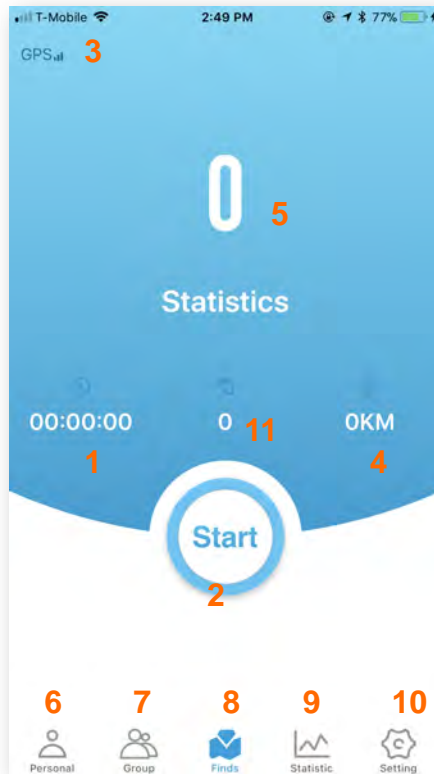 T-Mobile 2:49 PM 77%
GPS 3
0
5
Statistics
00:00:00 0 11 0KM
1 4
Start
2
6 7 8 9 10
Personal Group Finds Statistic Setting